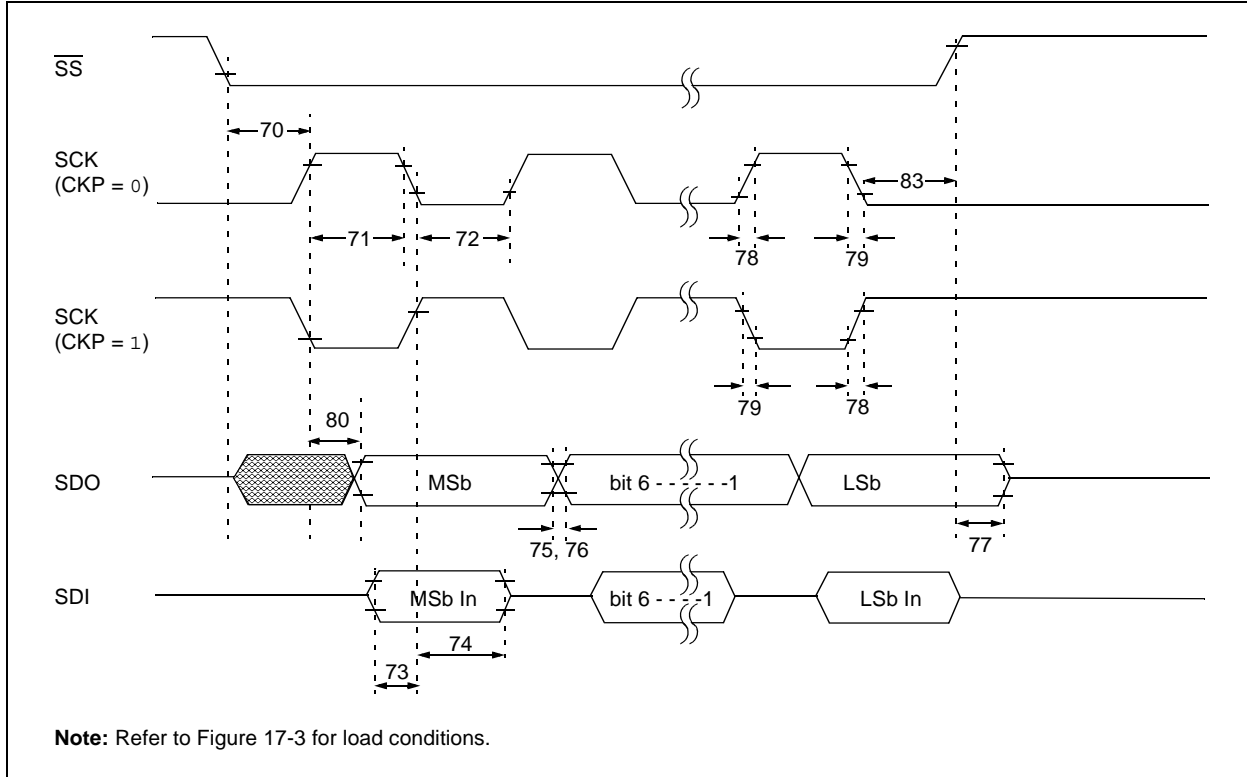 SS
70
SCK
(CKP = 0)
83
71
72
78
79
SCK
(CKP = 1)
79
78
80
SDO
MSb
bit 6 - - - - - -1
LSb
75, 76
77
SDI
MSb In
bit 6 - - - -1
LSb In
74
73
Note: Refer to Figure 17-3 for load conditions.